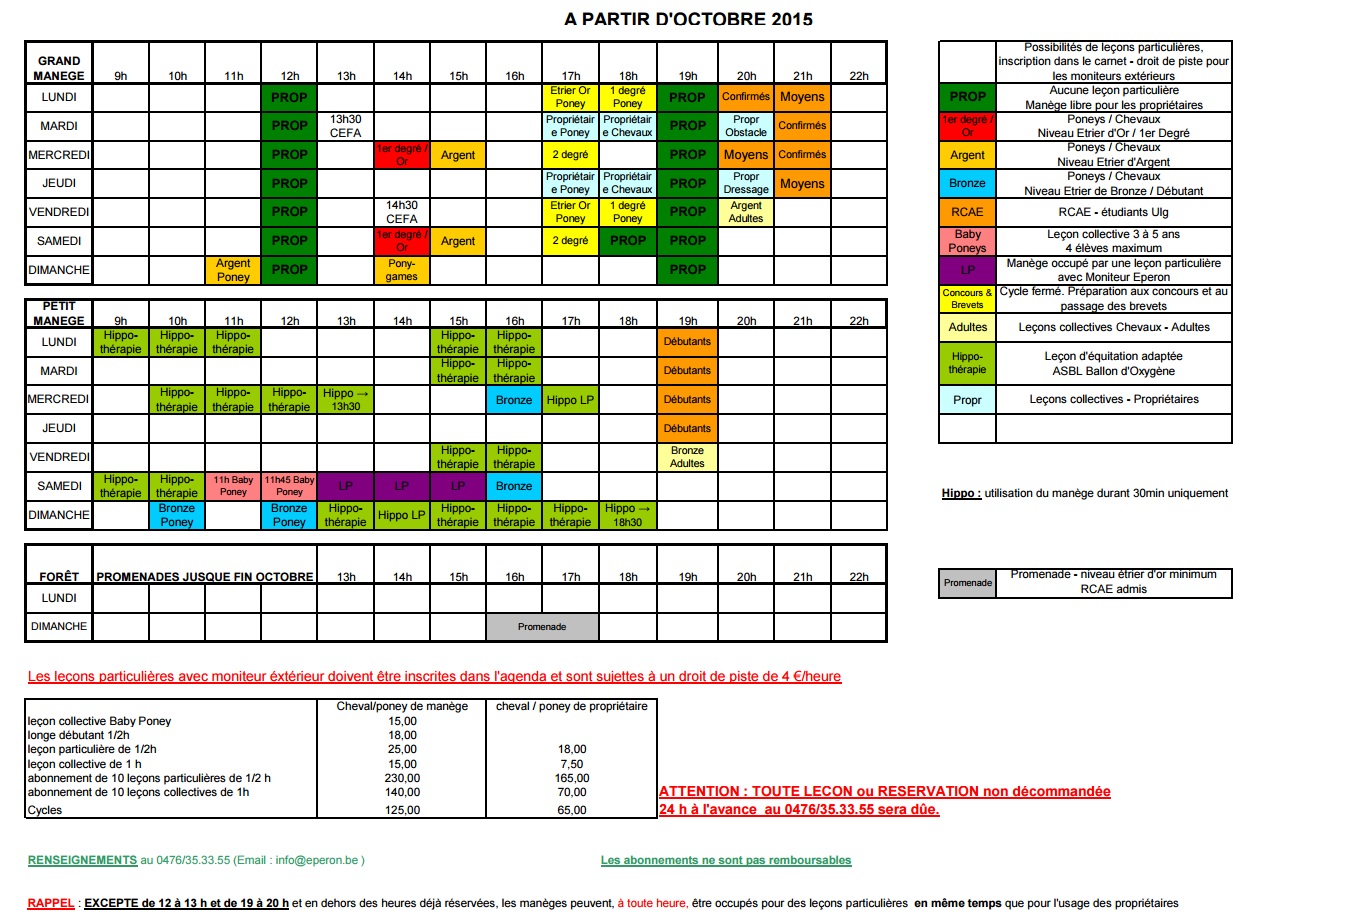 A PARTIR D'OCTOBRE 2015
GRAND MANEGE 9h 10h 11h 12h 13h 14h 15h 16h 17h 18h 19h 20h 21h 22h
LUNDI PROP Etrier Or Poney 1 degré Poney PROP Confirmés Moyens
MARDI PROP 13h30 CEFA Propriétair e Poney Propriétair e Chevaux PROP Propr Obstacle Confirmés
MERCREDI PROP 1er degré / Or Argent 2 degré PROP Moyens Confirmés
JEUDI PROP Propriétair e Poney Propriétair e Chevaux PROP Propr Dressage Moyens
VENDREDI PROP 14h30 CEFA Etrier Or Poney 1 degré Poney PROP Argent Adultes
SAMEDI PROP 1er degré / Or Argent 2 degré PROP PROP
DIMANCHE Argent Poney PROP Pony-games PROP
PETIT MANEGE 9h 10h 11h 12h 13h 14h 15h 16h 17h 18h 19h 20h 21h 22h
LUNDI Hippo-thérapie Hippo-thérapie Hippo-thérapie Hippo-thérapie Hippo-thérapie Débutants
MARDI Hippo-thérapie Hippo-thérapie Débutants
MERCREDI Hippo-thérapie Hippo-thérapie Hippo-thérapie Hippo → 13h30 Bronze Hippo LP Débutants
JEUDI Débutants
VENDREDI Hippo-thérapie Hippo-thérapie Bronze Adultes
SAMEDI Hippo-thérapie Hippo-thérapie 11h Baby Poney 11h45 Baby Poney LP LP LP Bronze
DIMANCHE Bronze Poney Bronze Poney Hippo-thérapie Hippo LP Hippo-thérapie Hippo-thérapie Hippo-thérapie Hippo → 18h30
FORÊT PROMENADES JUSQUE FIN OCTOBRE 13h 14h 15h 16h 17h 18h 19h 20h 21h 22h
LUNDI
DIMANCHE Promenade
Possibilités de leçons particulières,
inscription dans le carnet - droit de piste pour
les moniteurs extérieurs
PROP Aucune leçon particulière
Manège libre pour les propriétaires
1er degré / Or Poneys / Chevaux
Niveau Etrier d'Or / 1er Degré
Argent Poneys / Chevaux
Niveau Etrier d'Argent
Bronze Poneys / Chevaux
Niveau Etrier de Bronze / Débutant
RCAE RCAE - étudiants Ulg
Baby Poneys Leçon collective 3 à 5 ans
4 élèves maximum
LP Manège occupé par une leçon particulière
avec Moniteur Eperon
Concours & Brevets Cycle fermé. Préparation aux concours et au
passage des brevets
Adultes Leçons collectives Chevaux - Adultes
Hippo-thérapie Leçon d'équitation adaptée
ASBL Ballon d'Oxygène
Propr Leçons collectives - Propriétaires
Hippo : utilisation du manège durant 30min uniquement
Promenade Promenade - niveau étrier d'or minimum
RCAE admis
Les leçons particulières avec moniteur éxtérieur doivent être inscrites dans l'agenda et sont sujettes à un droit de piste de 4 €/heure
Cheval/poney de manège cheval / poney de propriétaire
leçon collective Baby Poney 15,00
longe débutant 1/2h 18,00
leçon particulière de 1/2h 25,00 18,00
leçon collective de 1 h 15,00 7,50
abonnement de 10 leçons particulières de 1/2 h 230,00 165,00
abonnement de 10 leçons collectives de 1h 140,00 70,00
Cycles 125,00 65,00
ATTENTION : TOUTE LECON ou RESERVATION non décommandée
24 h à l'avance au 0476/35.33.55 sera dûe.
RENSEIGNEMENTS au 0476/35.33.55 (Email : info@eperon.be )
Les abonnements ne sont pas remboursables
RAPPEL : EXCEPTE de 12 à 13 h et de 19 à 20 h et en dehors des heures déjà réservées, les manèges peuvent, à toute heure, être occupés pour des leçons particulières en même temps que pour l'usage des propriétaires